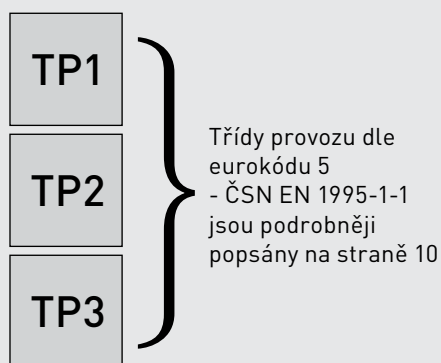 TP1
TP2
TP3
Třídy provozu dle
eurokódu 5
- ČSN EN 1995-1-1
jsou podrobněji
popsány na straně 10